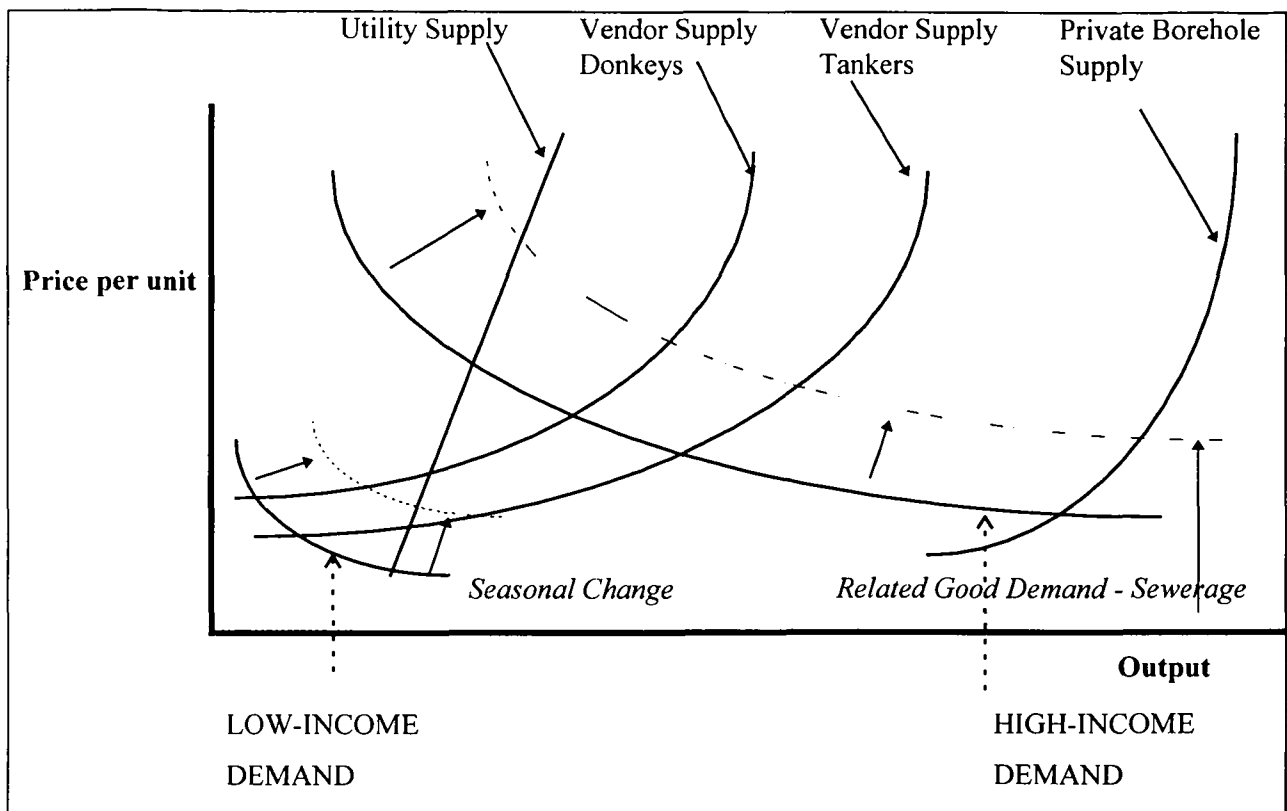 Utility Supply
Vendor Supply
Donkeys
Vendor Supply
Tankers
Private Borehole
Supply
Price per unit
Seasonal Change
Related Good Demand - Sewerage
Output
LOW-INCOME
DEMAND
HIGH-INCOME
DEMAND